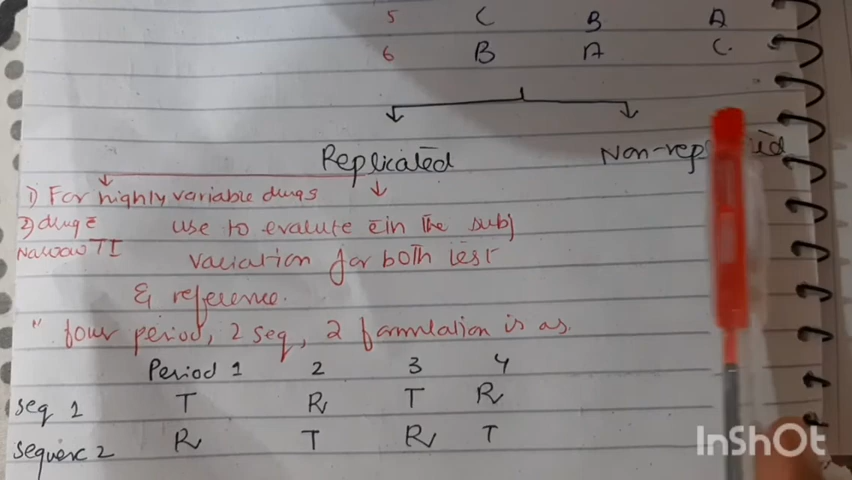 5 C B A
6 B A C.
Replicated Non-rep
1) For highly variable drugs
2) drug c̄ use to evalute c̄in the subj
Narrow TI variation for both test
& reference.
" four period, 2 seq, 2 formulation is as.
Period 1 2 3 4
seq 1 T R T R
sequenc 2 R T R T
InShOt